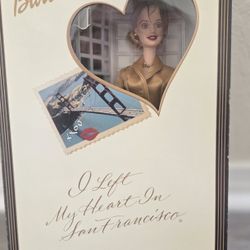 I Left
My Heart In
San Francisco